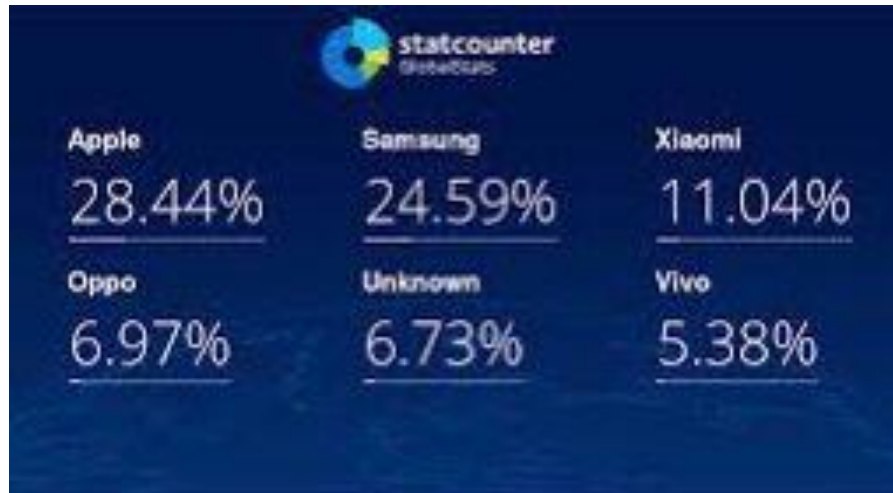 statcounter
GlobalStats
Apple Samsung Xiaomi
28.44% 24.59% 11.04%
Oppo Unknown Vivo
6.97% 6.73% 5.38%